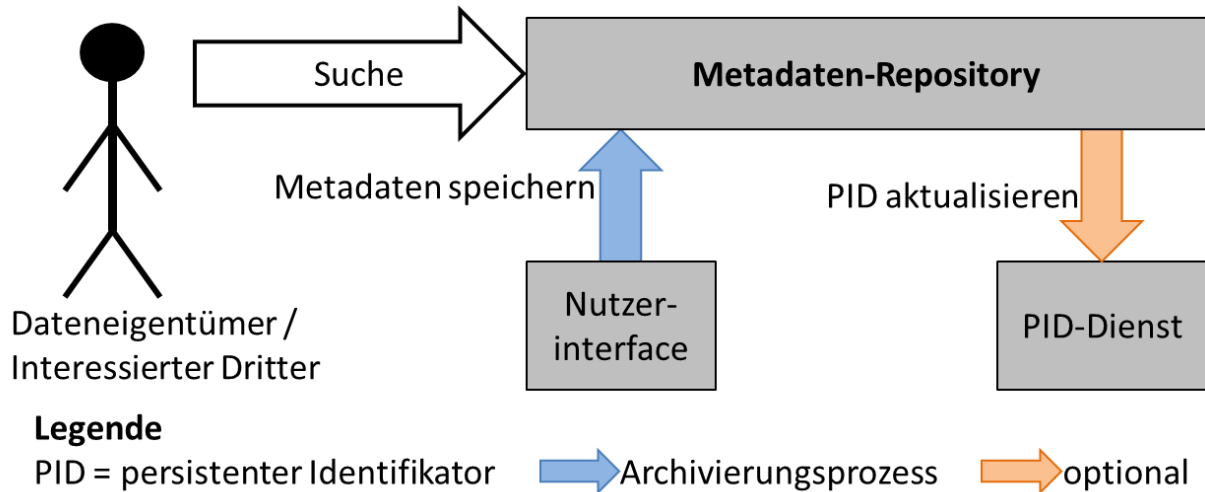 Suche
Metadaten-Repository
Metadaten speichern
PID aktualisieren
Nutzer-
interface
PID-Dienst
Dateneigentümer /
Interessierter Dritter
Legende
PID = persistenter Identifikator
Archivierungsprozess
optional